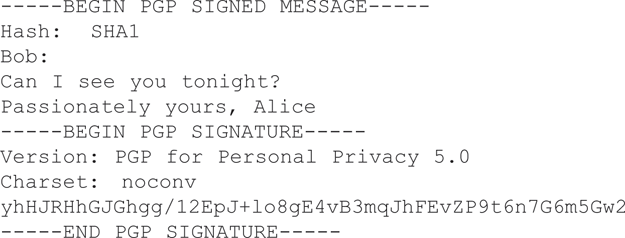 -----BEGIN PGP SIGNED MESSAGE-----
Hash:  SHA1
Bob:
Can I see you tonight?
Passionately yours, Alice
-----BEGIN PGP SIGNATURE-----
Version: PGP for Personal Privacy 5.0
Charset: noconv
yhHJRHhGJGhgg/12EpJ+lo8gE4vB3mqJhFEvZP9t6n7G6m5Gw2
-----END PGP SIGNATURE-----